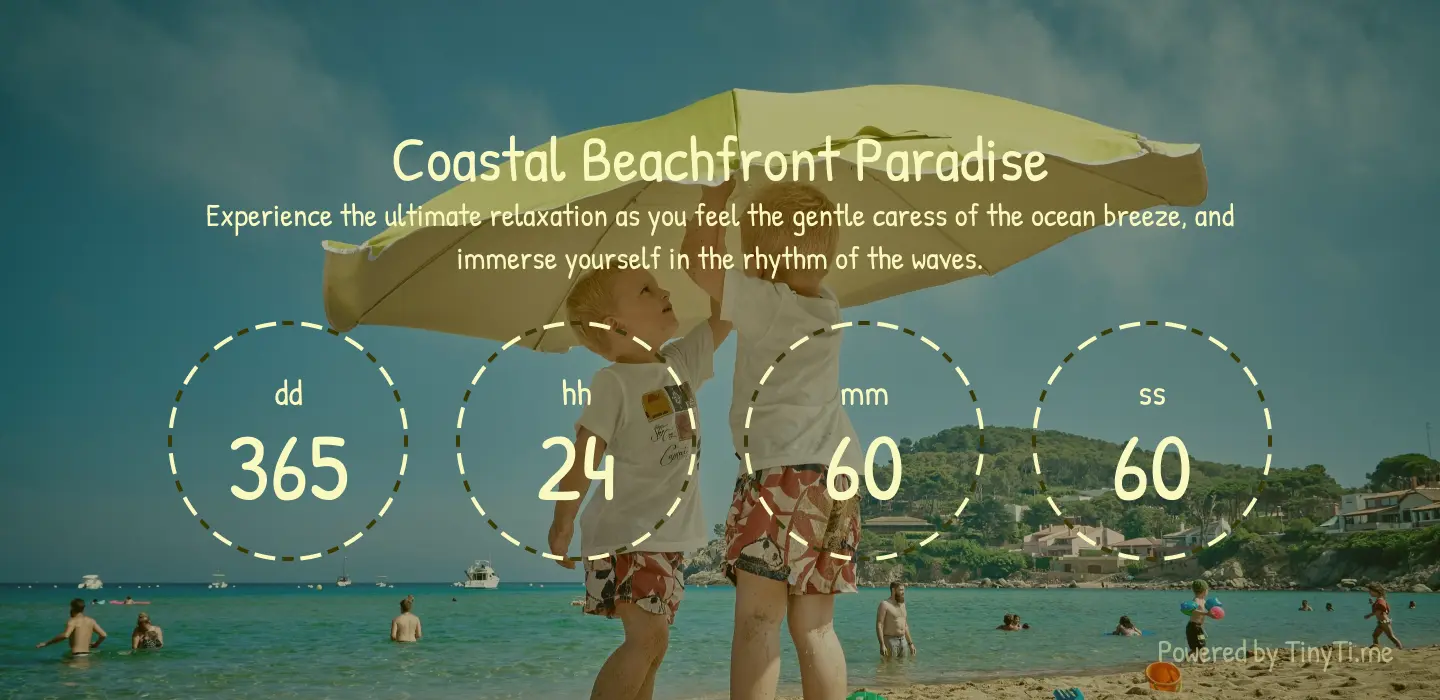 Coastal Beachfront Paradise
Experience the ultimate relaxation as you feel the gentle caress of the ocean breeze, and
immerse yourself in the rhythm of the waves.
dd hh mm ss
365 24 60 60
Powered by TinyTi.me